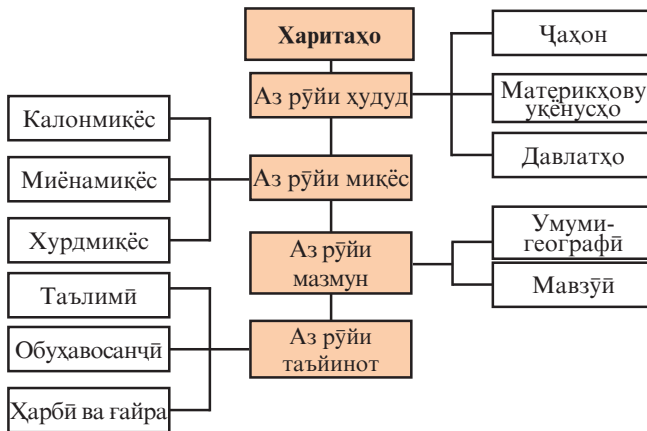 Харитаҳо
Аз рӯйи ҳудуд
Ҷаҳон
Материкҳову
уқёнусҳо
Давлатҳо
Аз рӯйи миқёс
Калонмиқёс
Миёнамиқёс
Хурдмиқёс
Аз рӯйи
мазмун
Умуми-
географӣ
Мавзӯӣ
Аз рӯйи
таъйинот
Таълимӣ
Обуҳавосанҷӣ
Ҳарбӣ ва ғайра